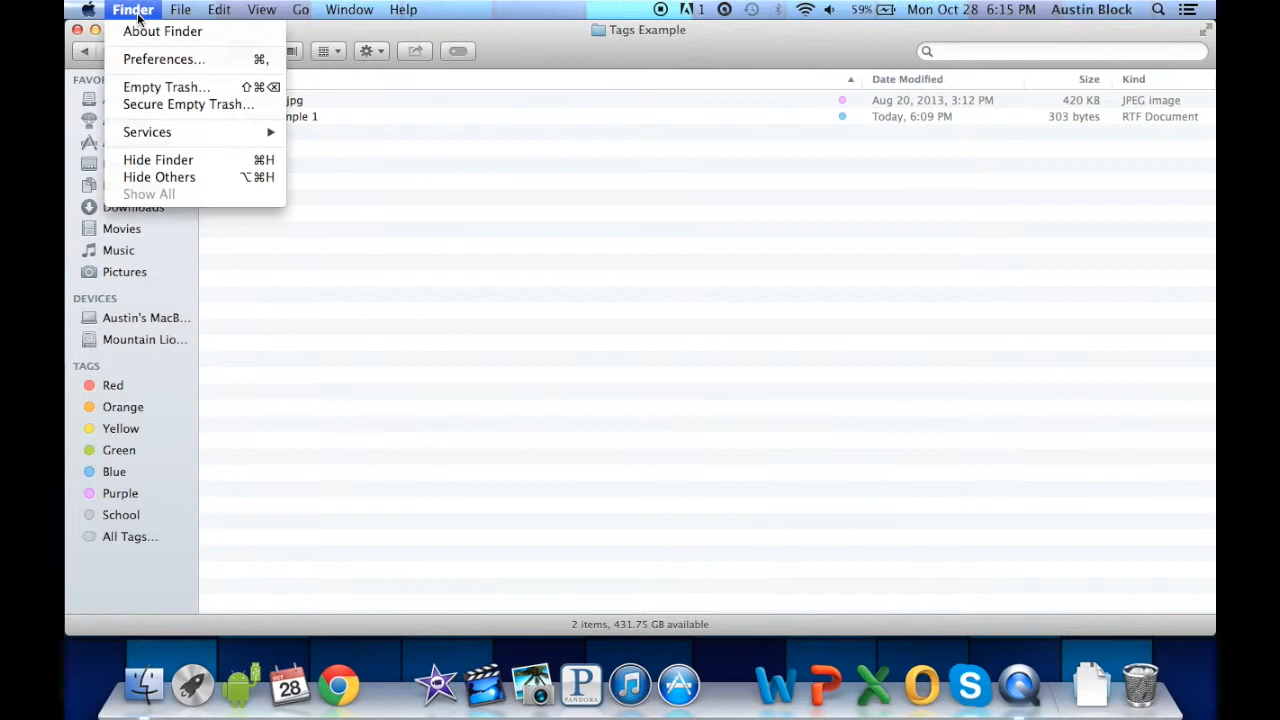 Finder File Edit View Go Window Help 1 59% Mon Oct 28 6:15 PM Austin Block
Tags Example
About Finder
Preferences... ⌘,
Empty Trash... ⇧⌘⌫
Secure Empty Trash...
Services
Hide Finder ⌘H
Hide Others ⌥⌘H
Show All
Date Modified Size Kind
jpg Aug 20, 2013, 3:12 PM 420 KB JPEG image
1 Today, 6:09 PM 303 bytes RTF Document
Downloads
Movies
Music
Pictures
DEVICES
Austin's MacB...
Mountain Lio...
TAGS
Red
Orange
Yellow
Green
Blue
Purple
School
All Tags...
2 items, 431.75 GB available
28
PANDORA